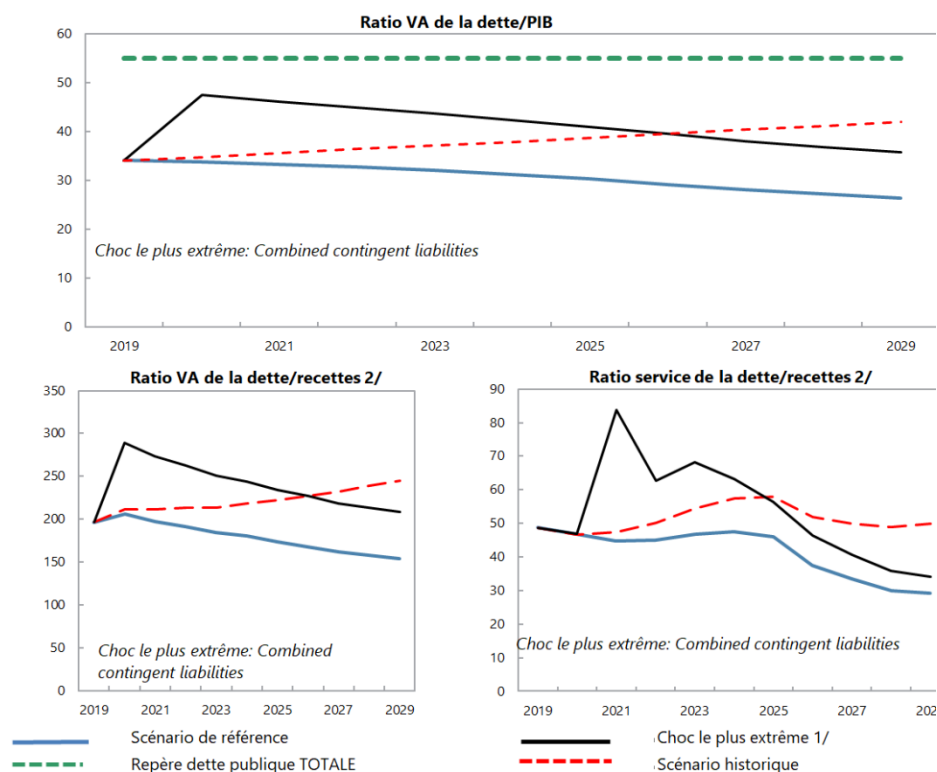 Ratio VA de la dette/PIB
60
50
40
30
20
10
0
Choc le plus extrême: Combined contingent liabilities
2019 2021 2023 2025 2027 2029
Ratio VA de la dette/recettes 2/
350
300
250
200
150
100
50
0
Choc le plus extrême: Combined
contingent liabilities
2019 2021 2023 2025 2027 2029
Ratio service de la dette/recettes 2/
90
80
70
60
50
40
30
20
10
0
Choc le plus extrême: Combined contingent liabilities
2019 2021 2023 2025 2027 202
Scénario de référence
Choc le plus extrême 1/
Repère dette publique TOTALE
Scénario historique